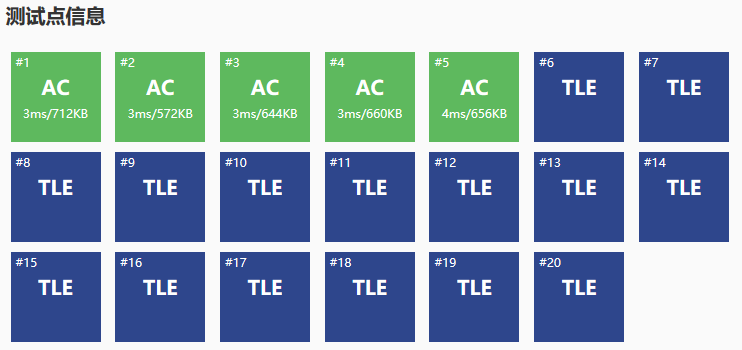 测试点信息
#1 #2 #3 #4 #5 #6 #7
AC AC AC AC AC TLE TLE
3ms/712KB 3ms/572KB 3ms/644KB 3ms/660KB 4ms/656KB
#8 #9 #10 #11 #12 #13 #14
TLE TLE TLE TLE TLE TLE TLE
#15 #16 #17 #18 #19 #20
TLE TLE TLE TLE TLE TLE